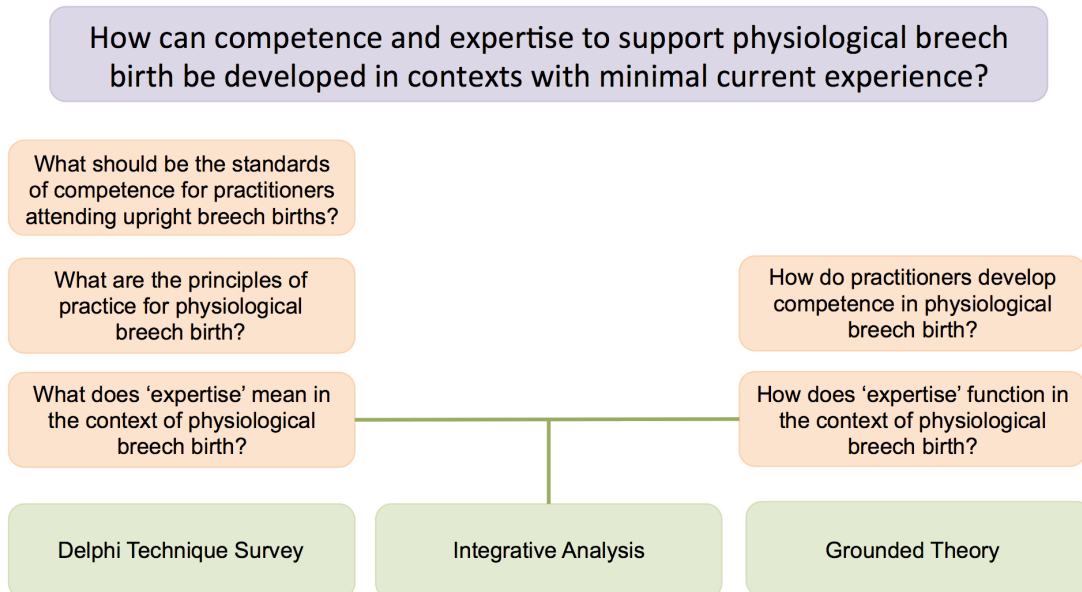 How can competence and expertise to support physiological breech
birth be developed in contexts with minimal current experience?
What should be the standards
of competence for practitioners
attending upright breech births?
What are the principles of
practice for physiological
breech birth?
How do practitioners develop
competence in physiological
breech birth?
What does ‘expertise’ mean in
the context of physiological
breech birth?
How does ‘expertise’ function in
the context of physiological
breech birth?
Delphi Technique Survey
Integrative Analysis
Grounded Theory